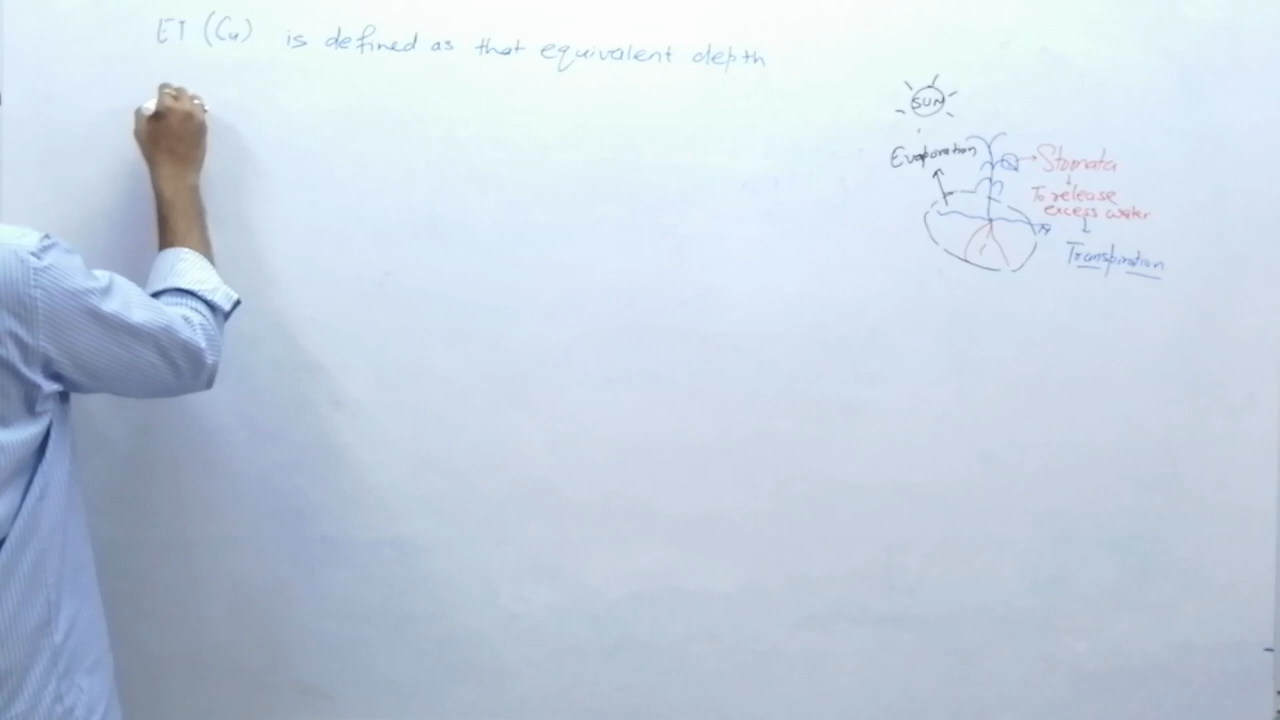 ET (Cu) is defined as that equivalent depth
SUN
Evaporation
Stomata
To release
excess water
Transpiration